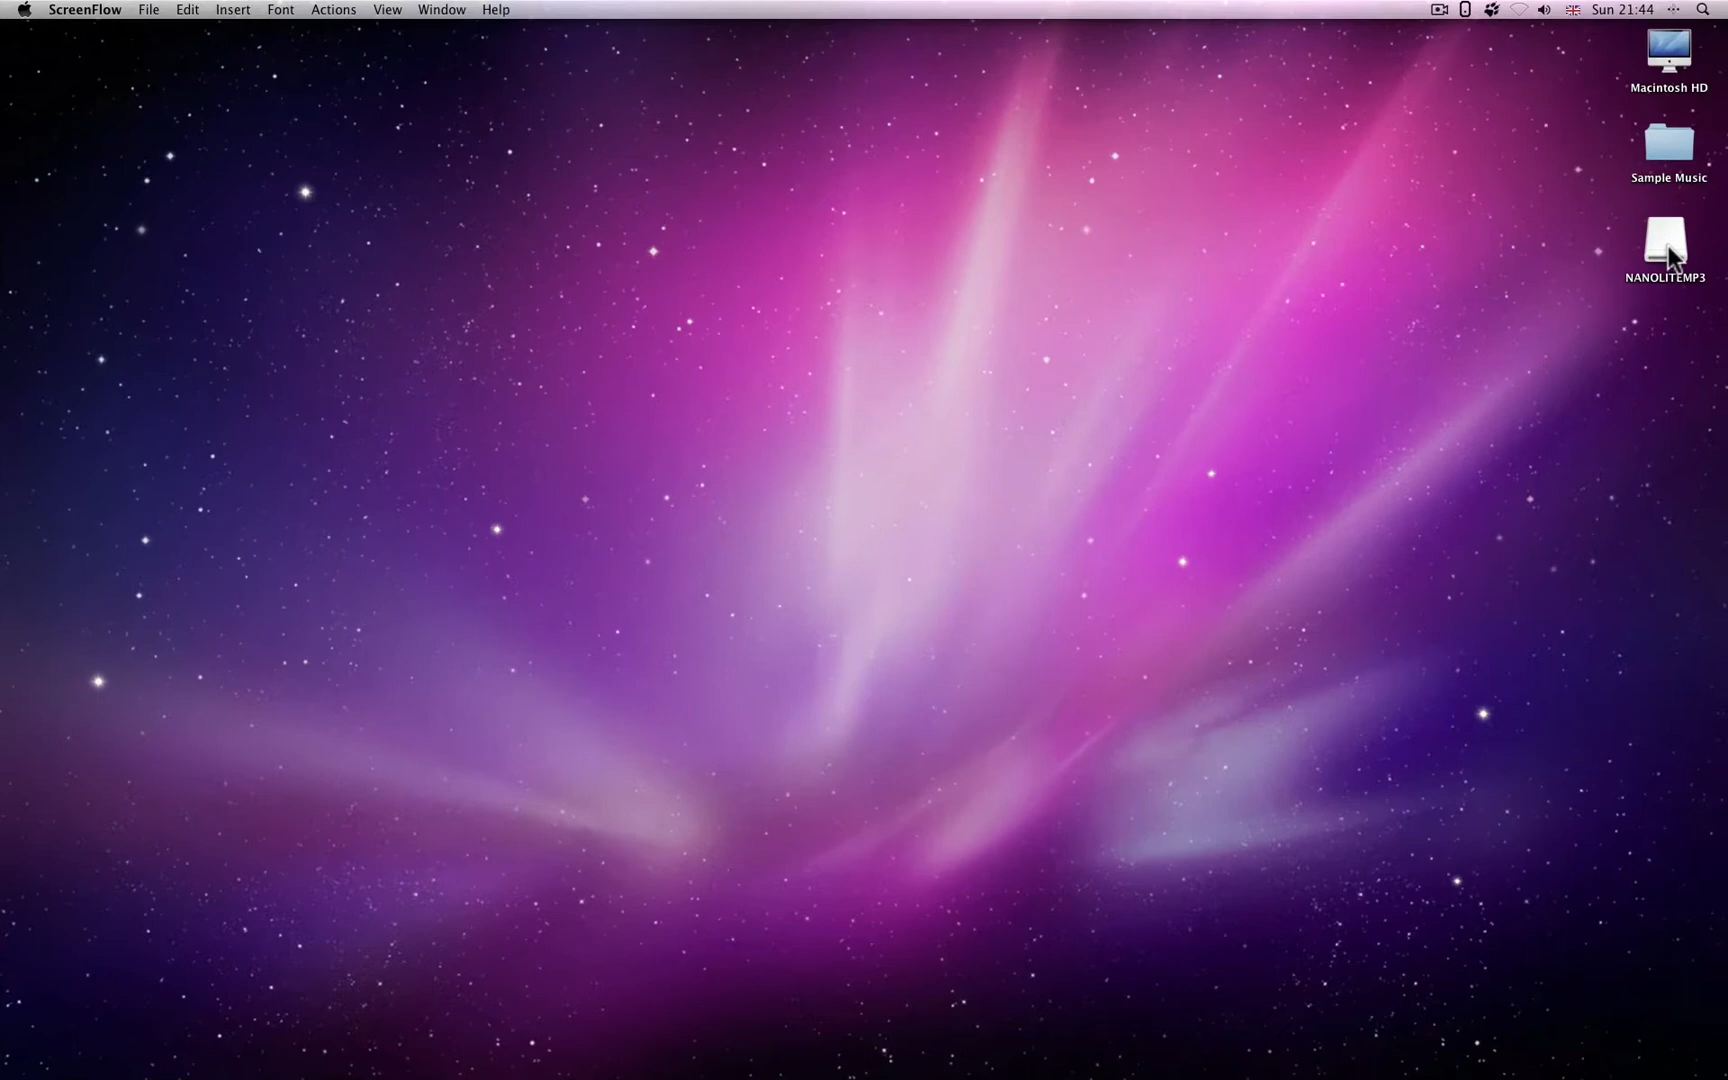 ScreenFlow File Edit Insert Font Actions View Window Help Sun 21:44
Macintosh HD
Sample Music
NANOLITEMP3